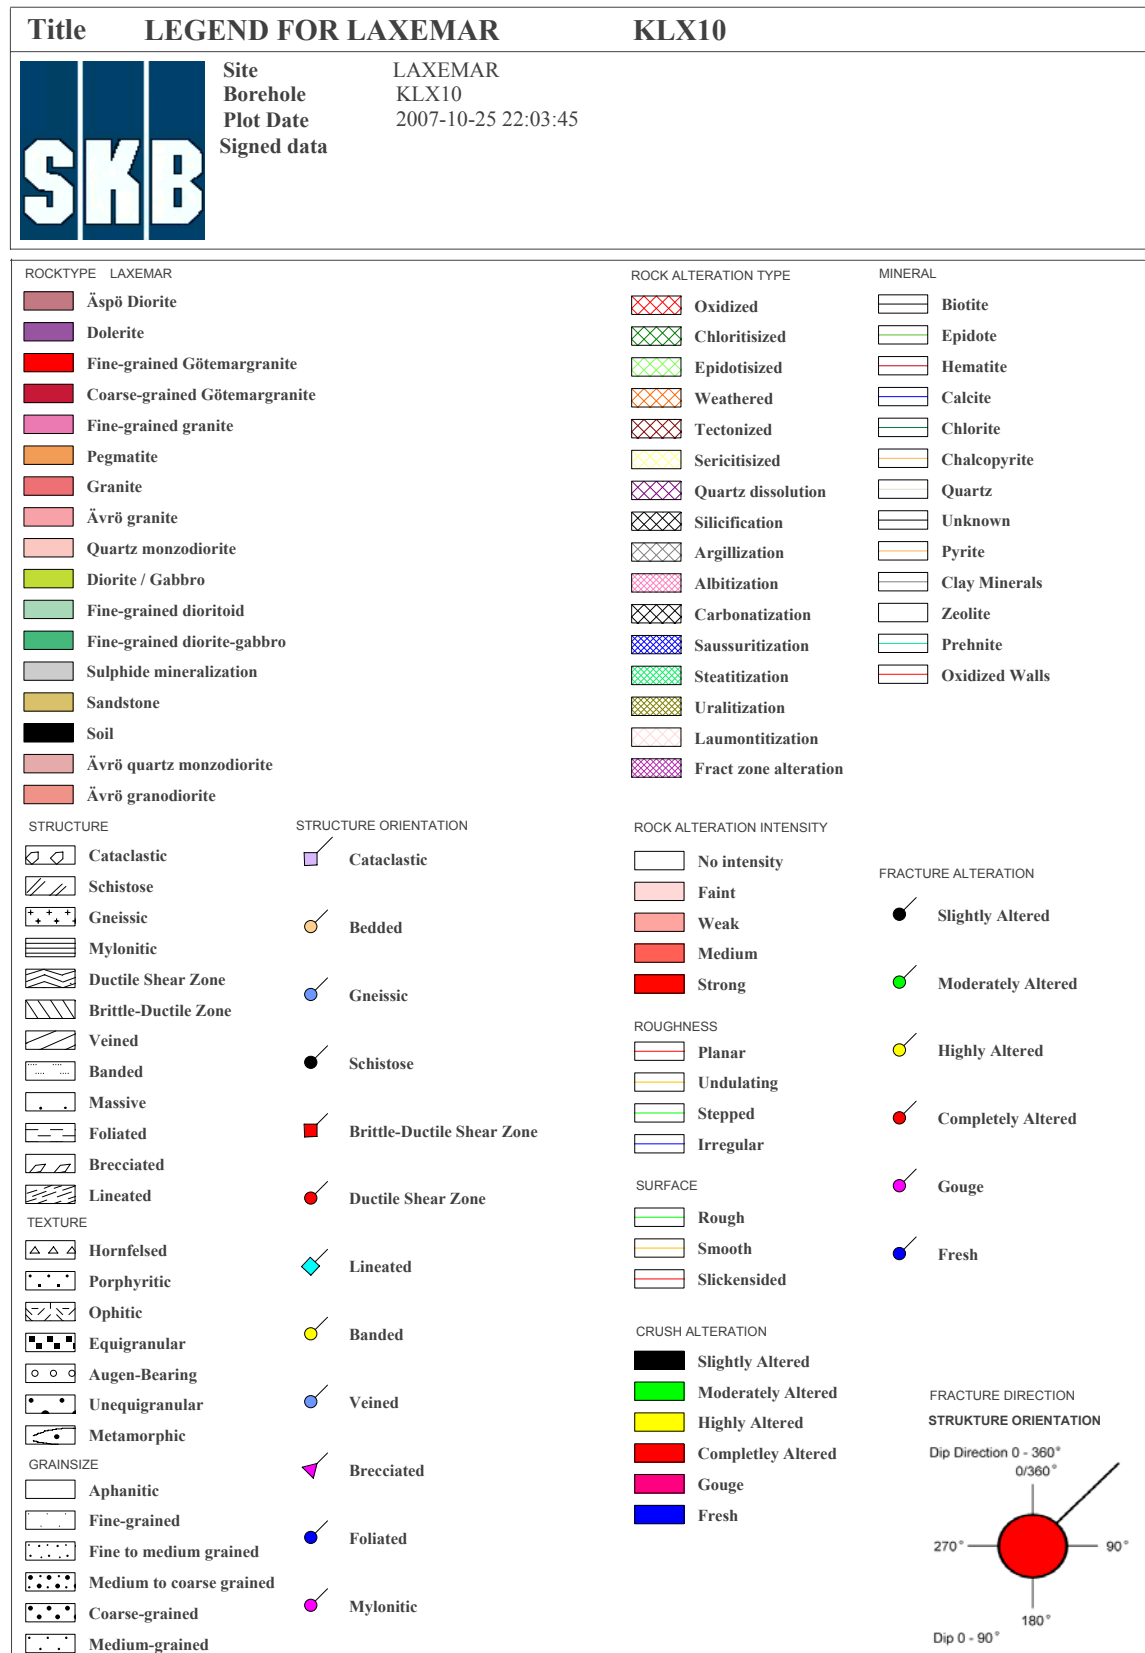 Title LEGEND FOR LAXEMAR KLX10
SKB
Site LAXEMAR
Borehole KLX10
Plot Date 2007-10-25 22:03:45
Signed data
ROCKTYPE LAXEMAR
Äspö Diorite
Dolerite
Fine-grained Götemargranite
Coarse-grained Götemargranite
Fine-grained granite
Pegmatite
Granite
Ävrö granite
Quartz monzodiorite
Diorite / Gabbro
Fine-grained dioritoid
Fine-grained diorite-gabbro
Sulphide mineralization
Sandstone
Soil
Ävrö quartz monzodiorite
Ävrö granodiorite
ROCK ALTERATION TYPE
Oxidized
Chloritisized
Epidotisized
Weathered
Tectonized
Sericitisized
Quartz dissolution
Silicification
Argillization
Albitization
Carbonatization
Saussuritization
Steatitization
Uralitization
Laumontitization
Fract zone alteration
MINERAL
Biotite
Epidote
Hematite
Calcite
Chlorite
Chalcopyrite
Quartz
Unknown
Pyrite
Clay Minerals
Zeolite
Prehnite
Oxidized Walls
STRUCTURE
Cataclastic
Schistose
Gneissic
Mylonitic
Ductile Shear Zone
Brittle-Ductile Zone
Veined
Banded
Massive
Foliated
Brecciated
Lineated
TEXTURE
Hornfelsed
Porphyritic
Ophitic
Equigranular
Augen-Bearing
Unequigranular
Metamorphic
GRAINSIZE
Aphanitic
Fine-grained
Fine to medium grained
Medium to coarse grained
Coarse-grained
Medium-grained
STRUCTURE ORIENTATION
Cataclastic
Bedded
Gneissic
Schistose
Brittle-Ductile Shear Zone
Ductile Shear Zone
Lineated
Banded
Veined
Brecciated
Foliated
Mylonitic
ROCK ALTERATION INTENSITY
No intensity
Faint
Weak
Medium
Strong
ROUGHNESS
Planar
Undulating
Stepped
Irregular
SURFACE
Rough
Smooth
Slickensided
CRUSH ALTERATION
Slightly Altered
Moderately Altered
Highly Altered
Completley Altered
Gouge
Fresh
FRACTURE ALTERATION
Slightly Altered
Moderately Altered
Highly Altered
Completely Altered
Gouge
Fresh
FRACTURE DIRECTION
STRUKTURE ORIENTATION
Dip Direction 0 - 360°
0/360°
270° 90°
180°
Dip 0 - 90°